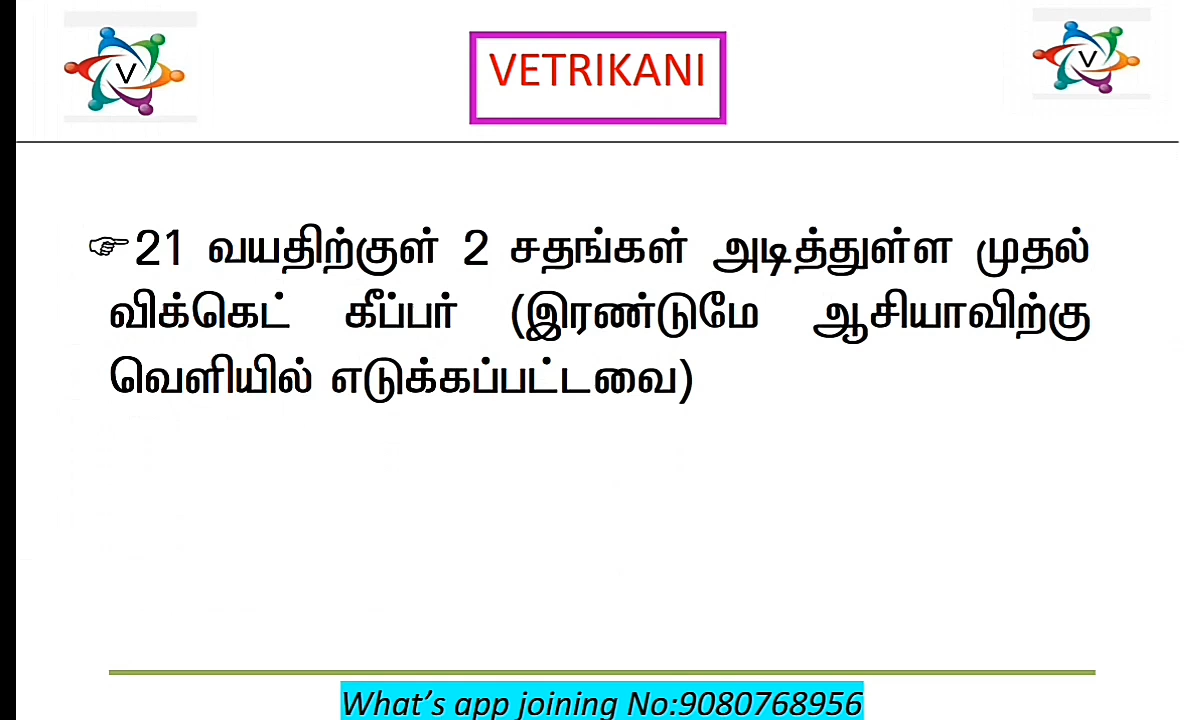 V
VETRIKANI
V
☞21 வயதிற்குள் 2 சதங்கள் அடித்துள்ள முதல்
விக்கெட் கீப்பர் (இரண்டுமே ஆசியாவிற்கு
வெளியில் எடுக்கப்பட்டவை)
What's app joining No:9080768956